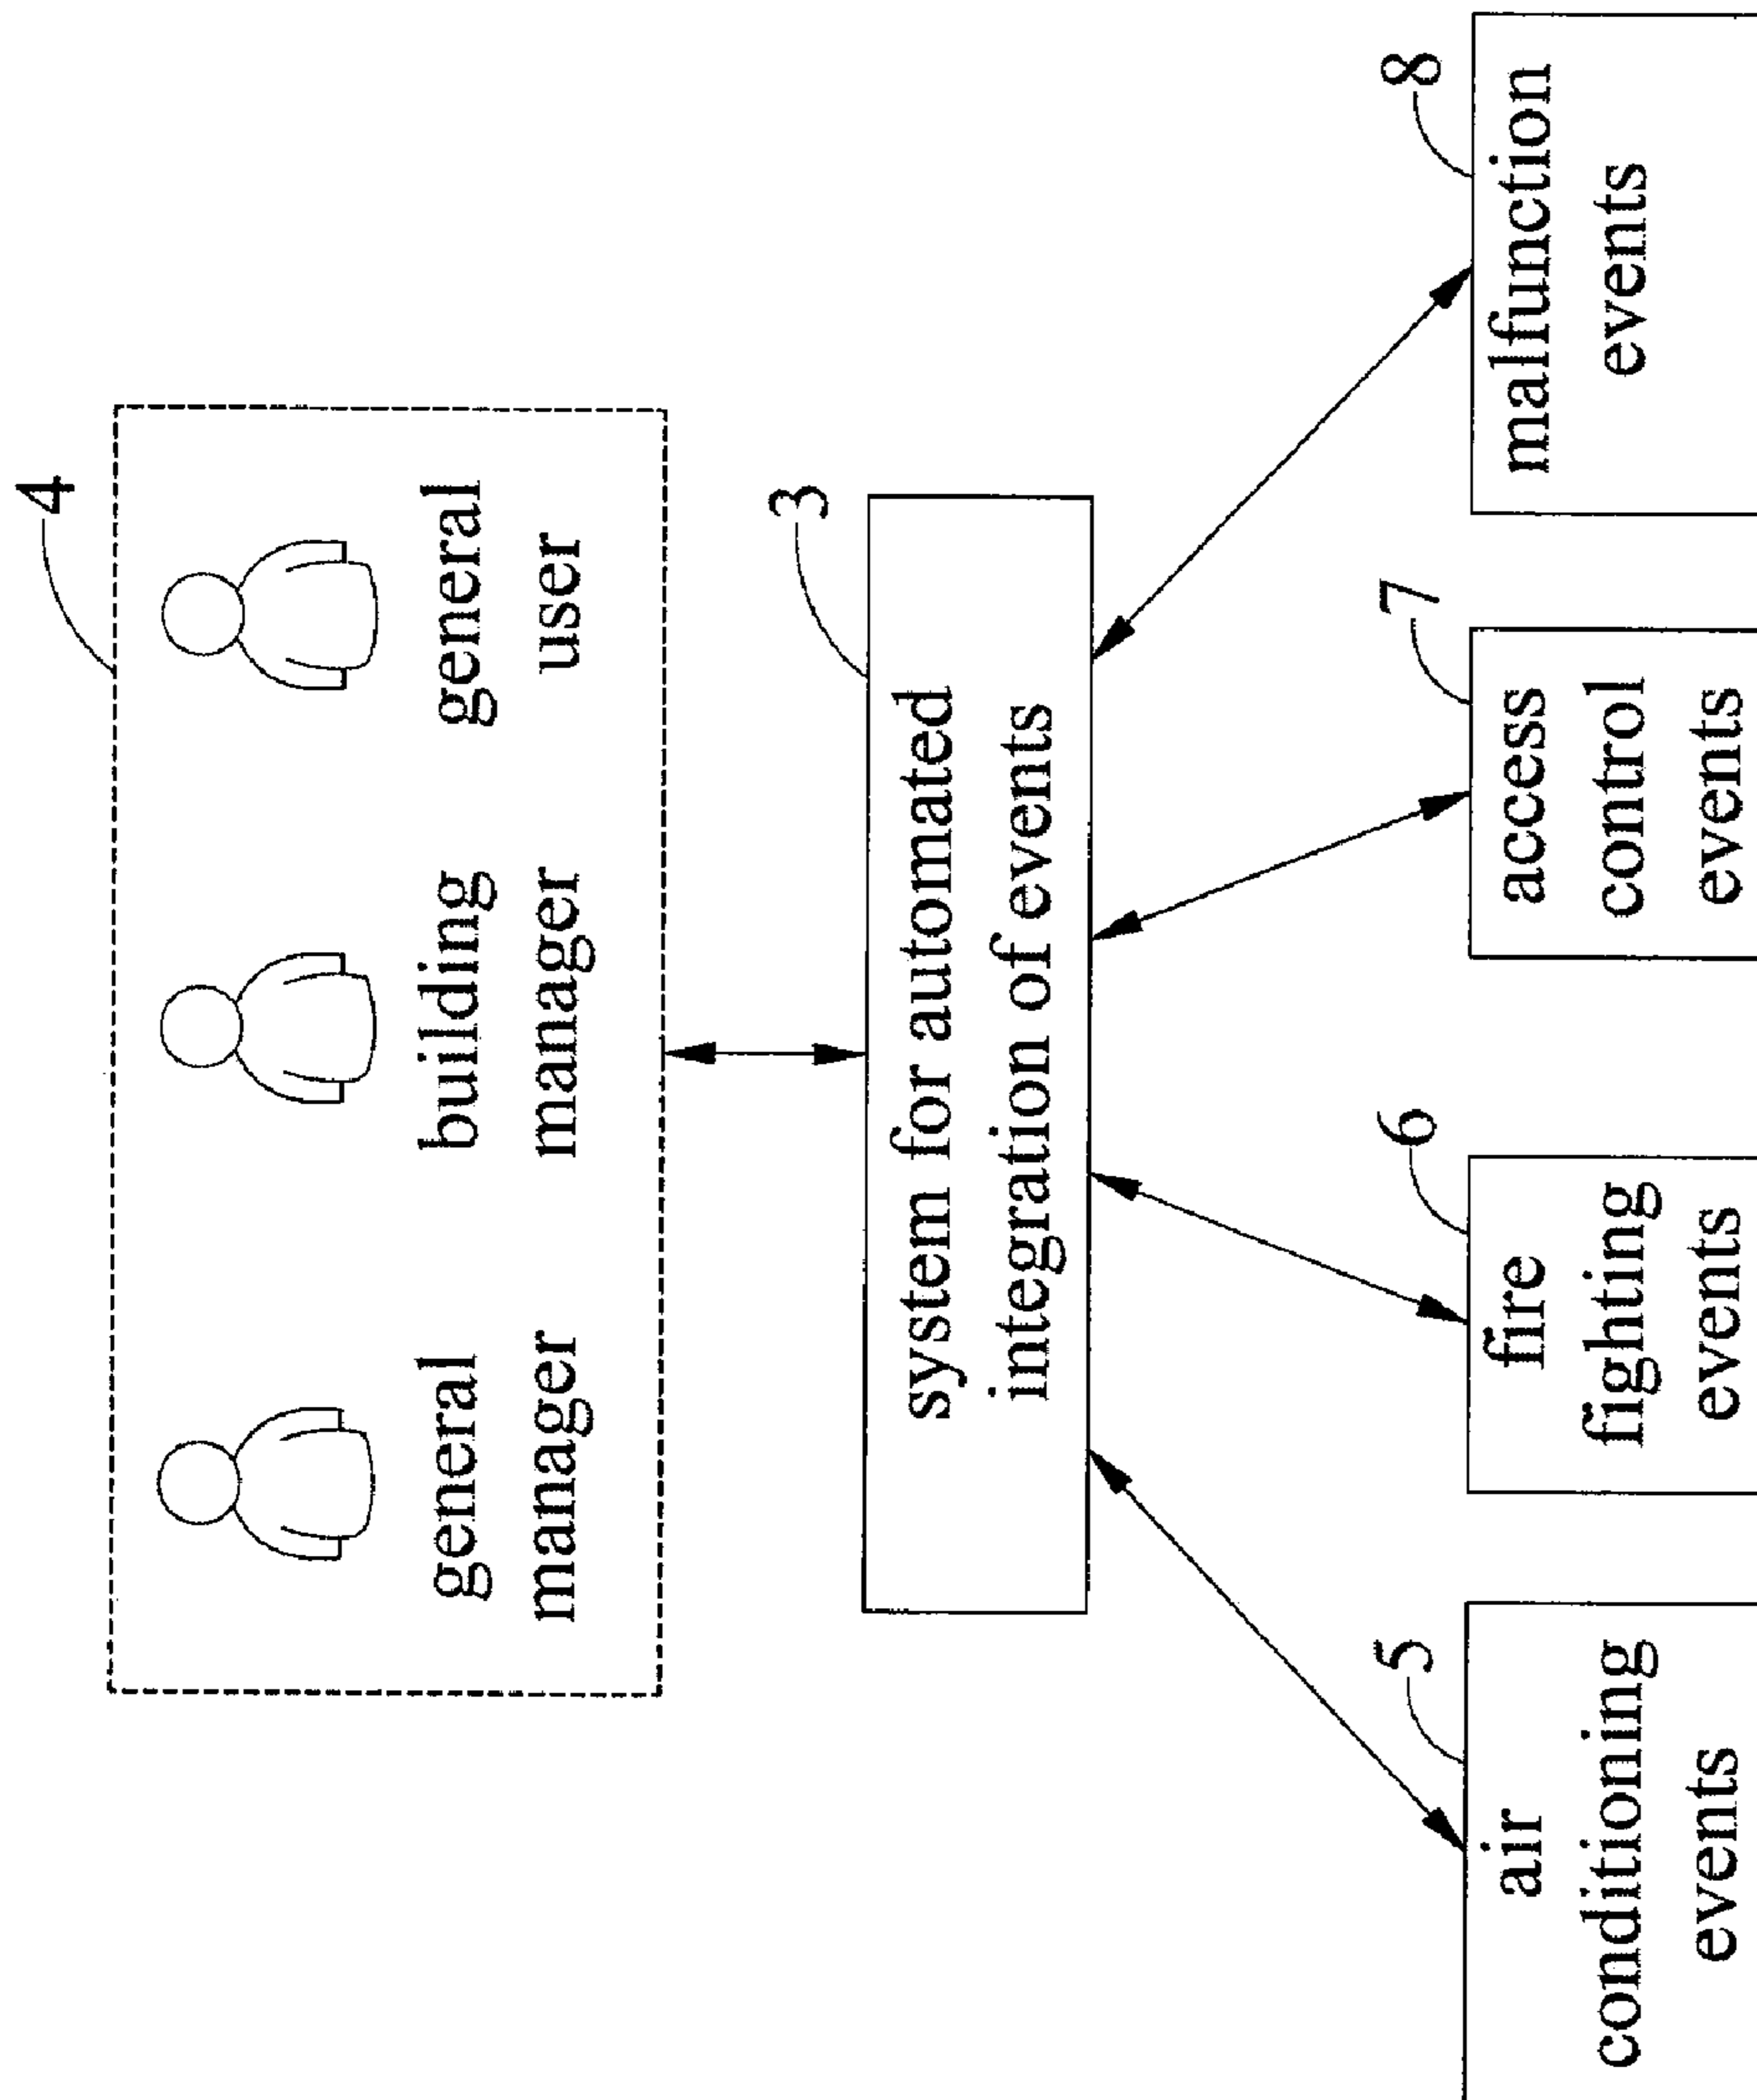 4
general
manager
building
manager
general
user
3
system for automated
integration of events
5
air
conditioning
events
6
fire
fighting
events
7
access
control
events
8
malfunction
events